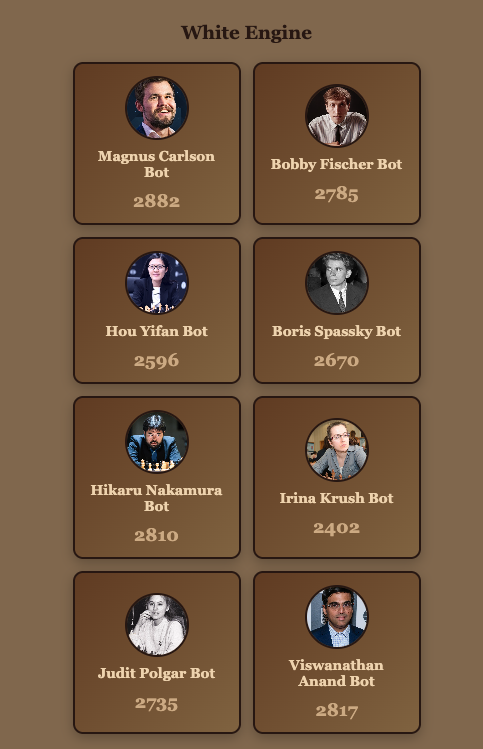 White Engine
Magnus Carlson
Bot
2882
Bobby Fischer Bot
2785
Hou Yifan Bot
2596
Boris Spassky Bot
2670
Hikaru Nakamura
Bot
2810
Irina Krush Bot
2402
Judit Polgar Bot
2735
Viswanathan
Anand Bot
2817